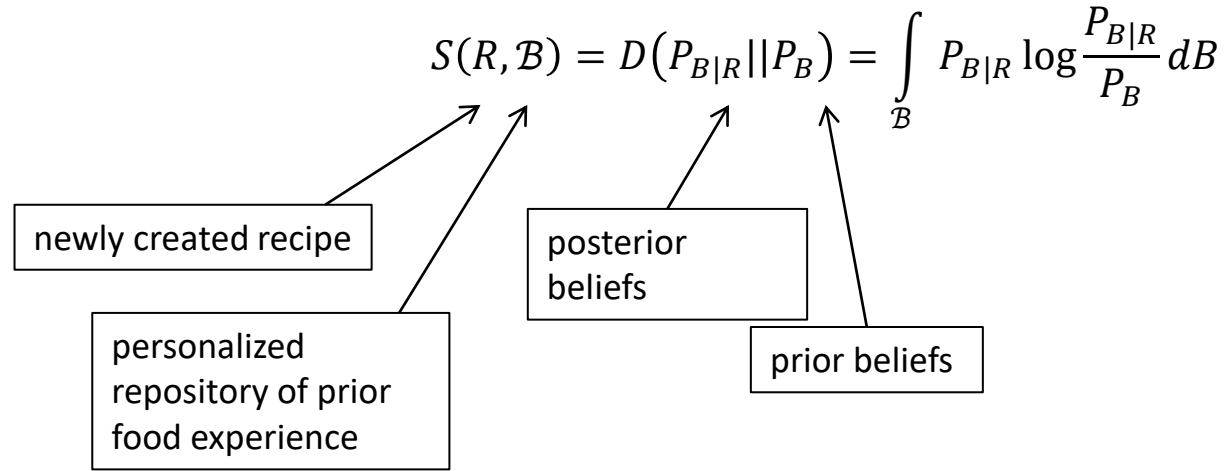 S(R, ℬ) = D(P_{B|R}||P_B) = ∫_ℬ P_{B|R} log \frac{P_{B|R}}{P_B} dB
newly created recipe
posterior
beliefs
personalized
repository of prior
food experience
prior beliefs